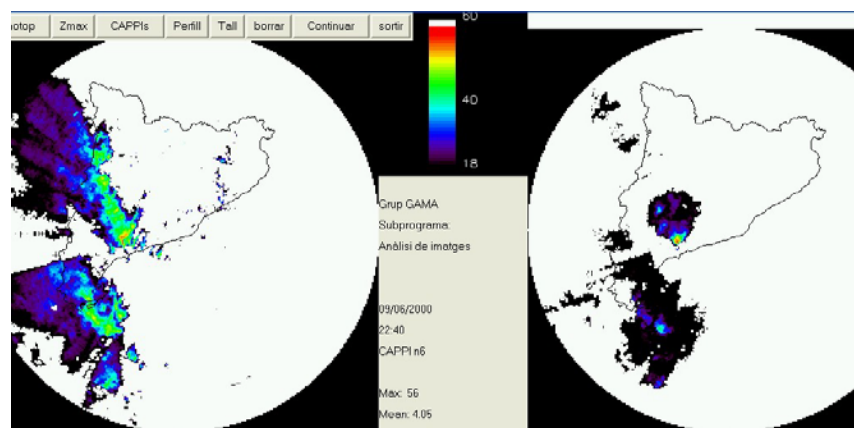 Zmax CAPPIs Perfill Tall borrar Continuar sortir
60
40
18
Grup GAMA
Subprograma:
Anàlisi de imatges
09/06/2000
22:40
CAPPI n6
Max: 56
Mean: 4.05